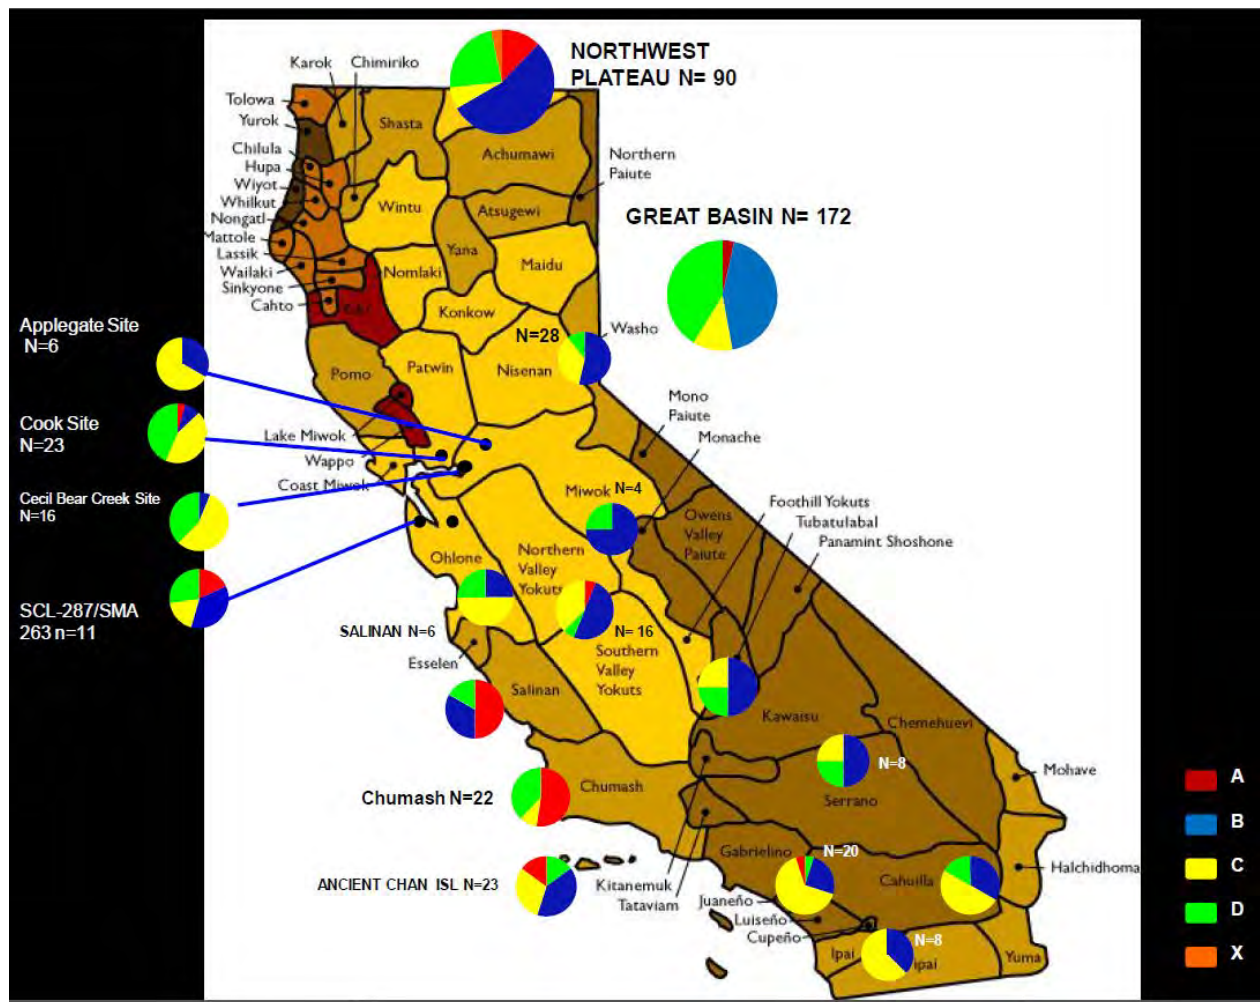 NORTHWEST
PLATEAU N= 90
Karok
Chimiriko
Tolowa
Yurok
Shasta
Chilula
Hupa
Wiyot
Whilkut
Nongatl
Mattole
Lassik
Wailaki
Sinkyone
Cahto
Achumawi
Northern
Paiute
Wintu
Atsugewi
GREAT BASIN N= 172
Yana
Nomlaki
Maidu
Konkow
Applegate Site
N=6
N=28
Washo
Pomo
Patwin
Nisenan
Cook Site
N=23
Lake Miwok
Wappo
Coast Miwok
Mono
Paiute
Monache
Cecil Bear Creek Site
N=16
Miwok N=4
Foothill Yokuts
Tubatulabal
Panamint Shoshone
Owens
Valley
Paiute
Ohlone
Northern
Valley
Yokuts
SCL-287/SMA
263 n=11
SALINAN N=6
N= 16
Esselen
Southern
Valley
Yokuts
Salinan
Kawaisu
Chemehuevi
N=8
Mohave
Chumash N=22
Chumash
Serrano
Gabrielino
N=20
Cahuilla
Halchidhoma
ANCIENT CHAN ISL N=23
Kitanemuk
Tataviam
Juaneño
Luiseño
Cupeño
N=8
Ipai
ipai
Yuma
A
B
C
D
X